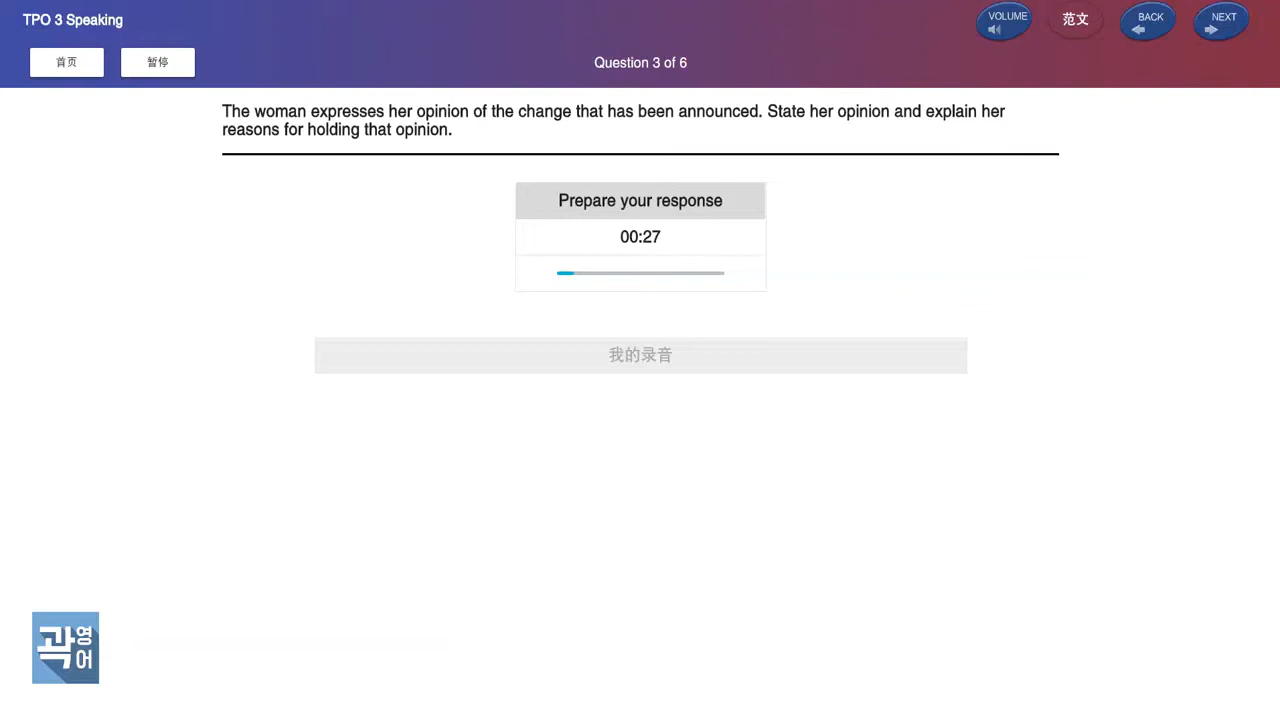 TPO 3 Speaking
VOLUME
范文
BACK
NEXT
首页
暂停
Question 3 of 6
The woman expresses her opinion of the change that has been announced. State her opinion and explain her
reasons for holding that opinion.
Prepare your response
00:27
我的录音
곽영어